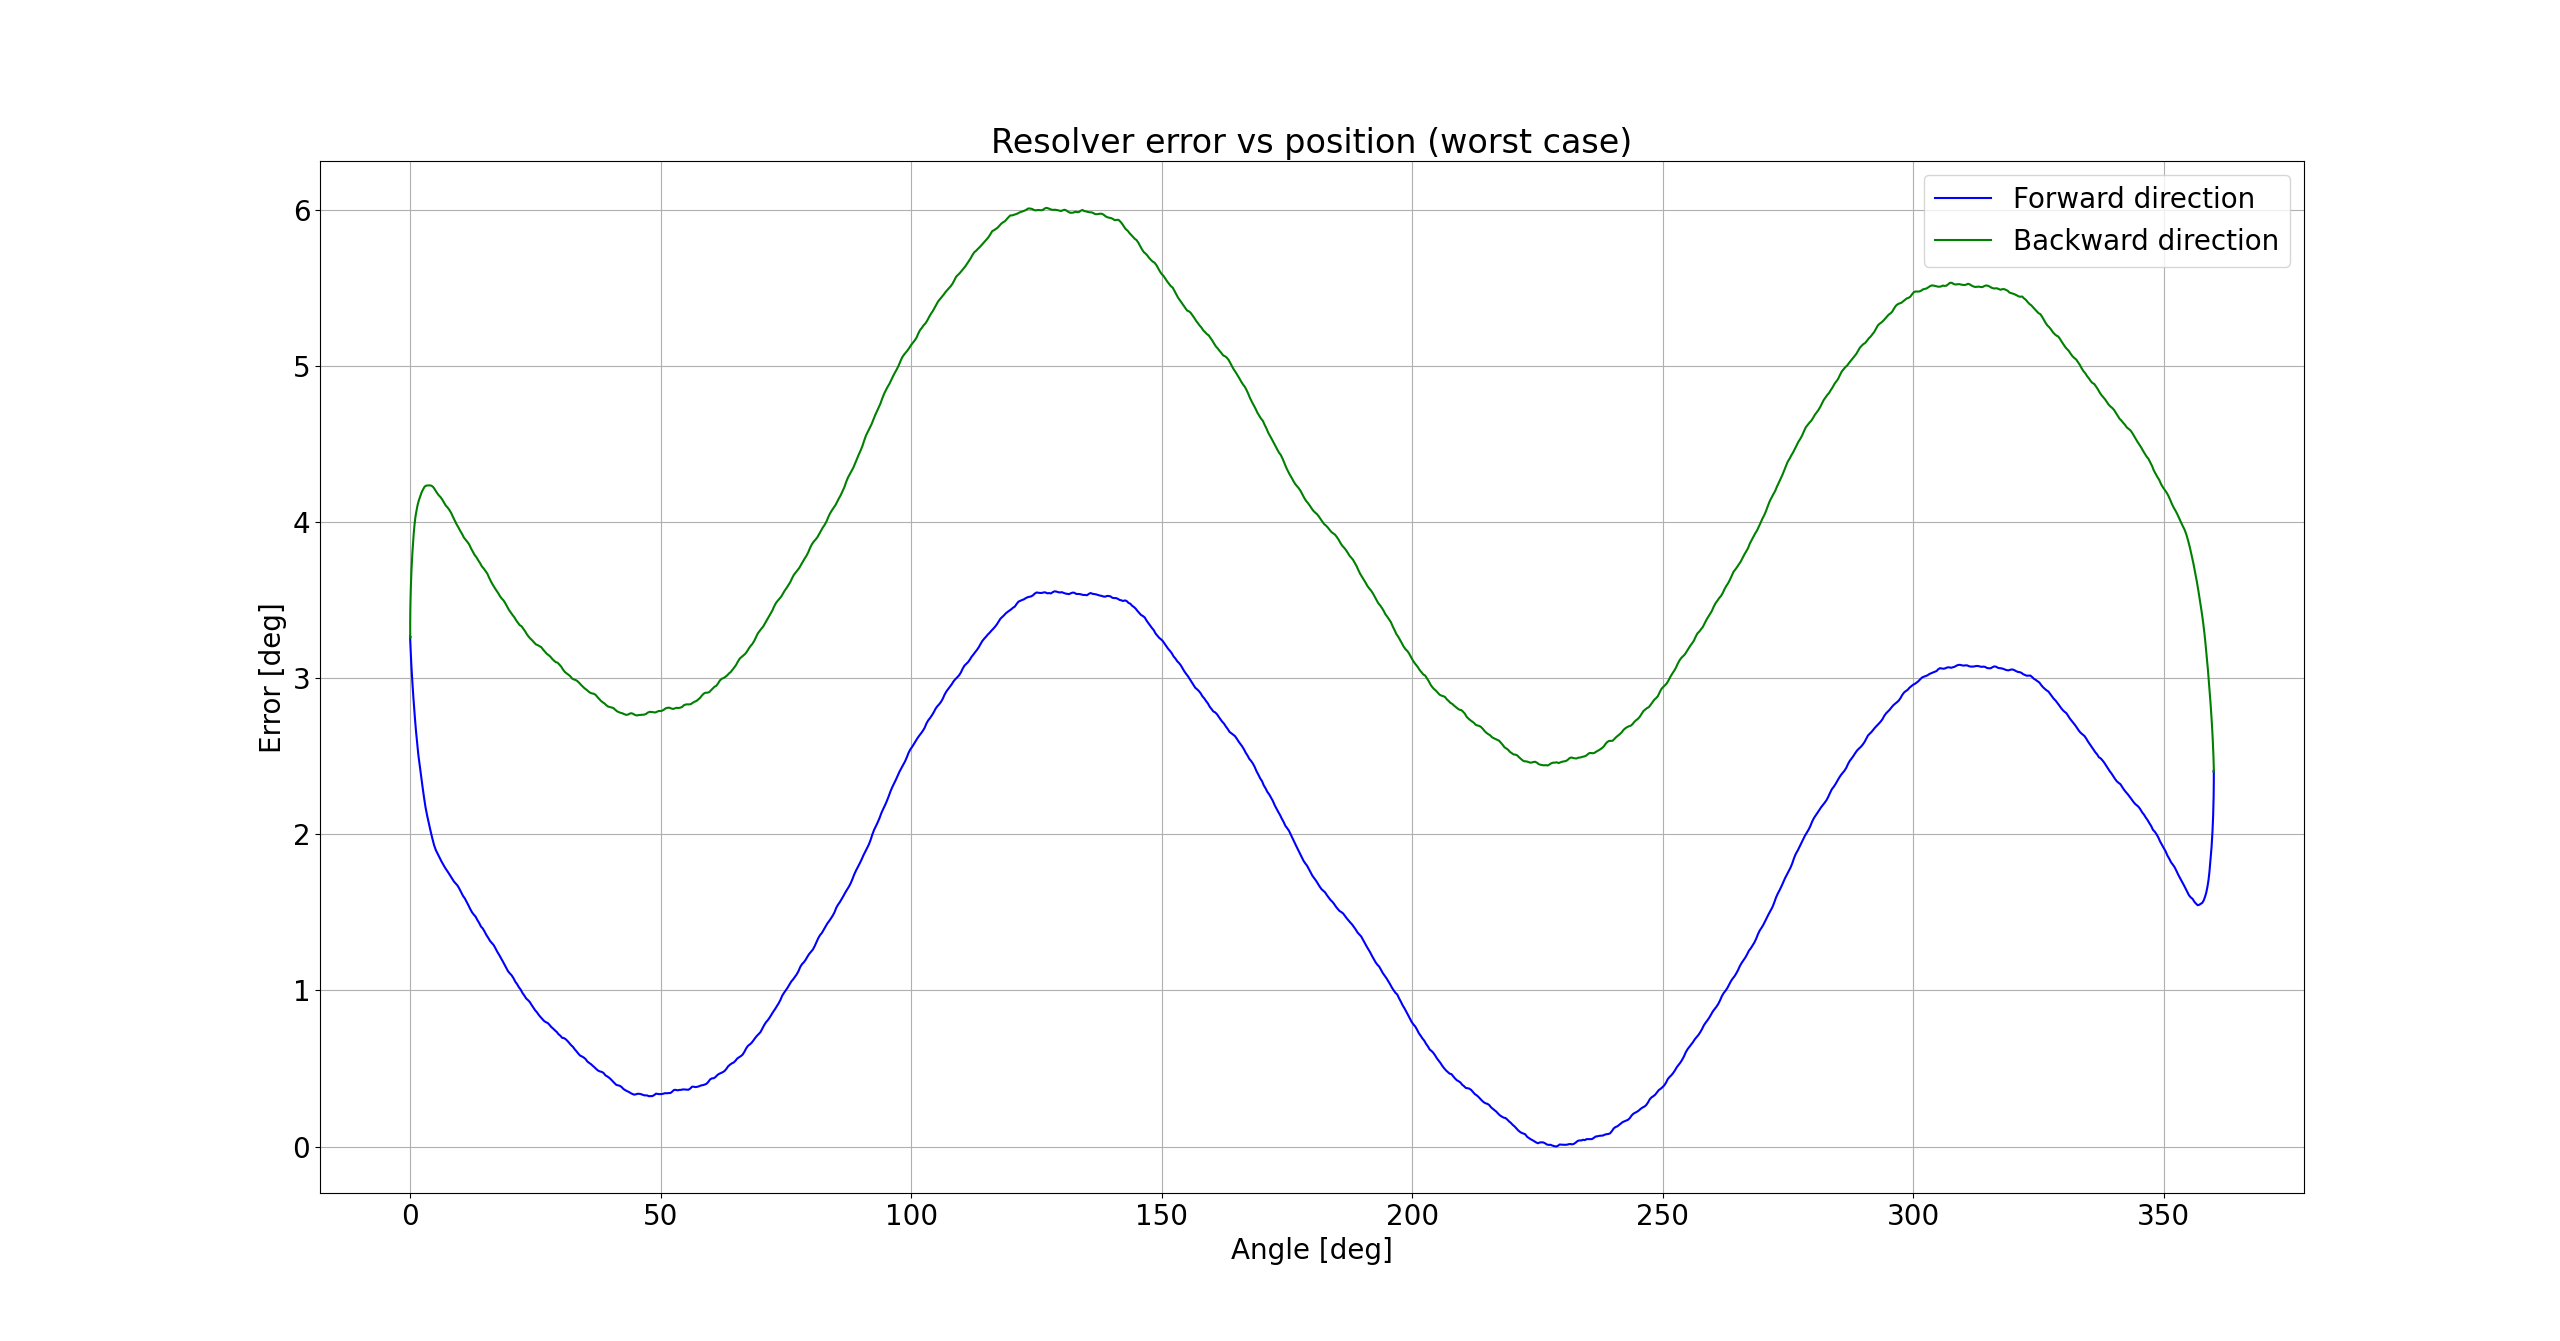 Resolver error vs position (worst case)
Forward direction
Backward direction
6
5
4
3
2
1
0
Error [deg]
0 50 100 150 200 250 300 350
Angle [deg]